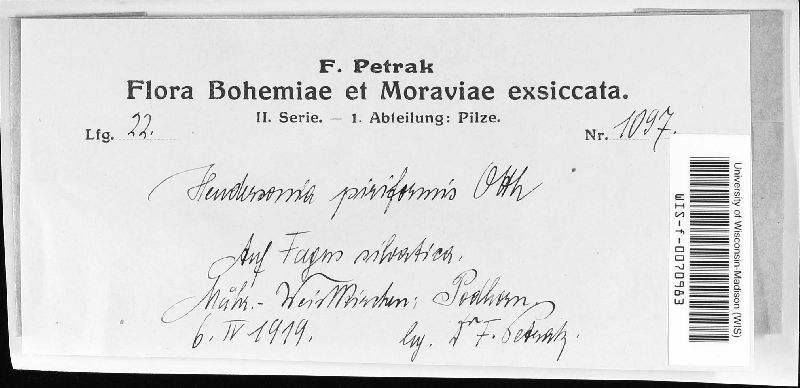 F. Petrak
Flora Bohemiae et Moraviae exsiccata.
II. Serie. — 1. Abteilung: Pilze.
Lfg. 22. Nr. 1097.
Hendersonia piriformis Otth
Auf Fagus silvatica.
Mähr.-Weisskirchen: Podhorn.
6. IV 1919. lg. Dr F. Petrak.
University of Wisconsin-Madison (WIS)
WIS-f-0070963